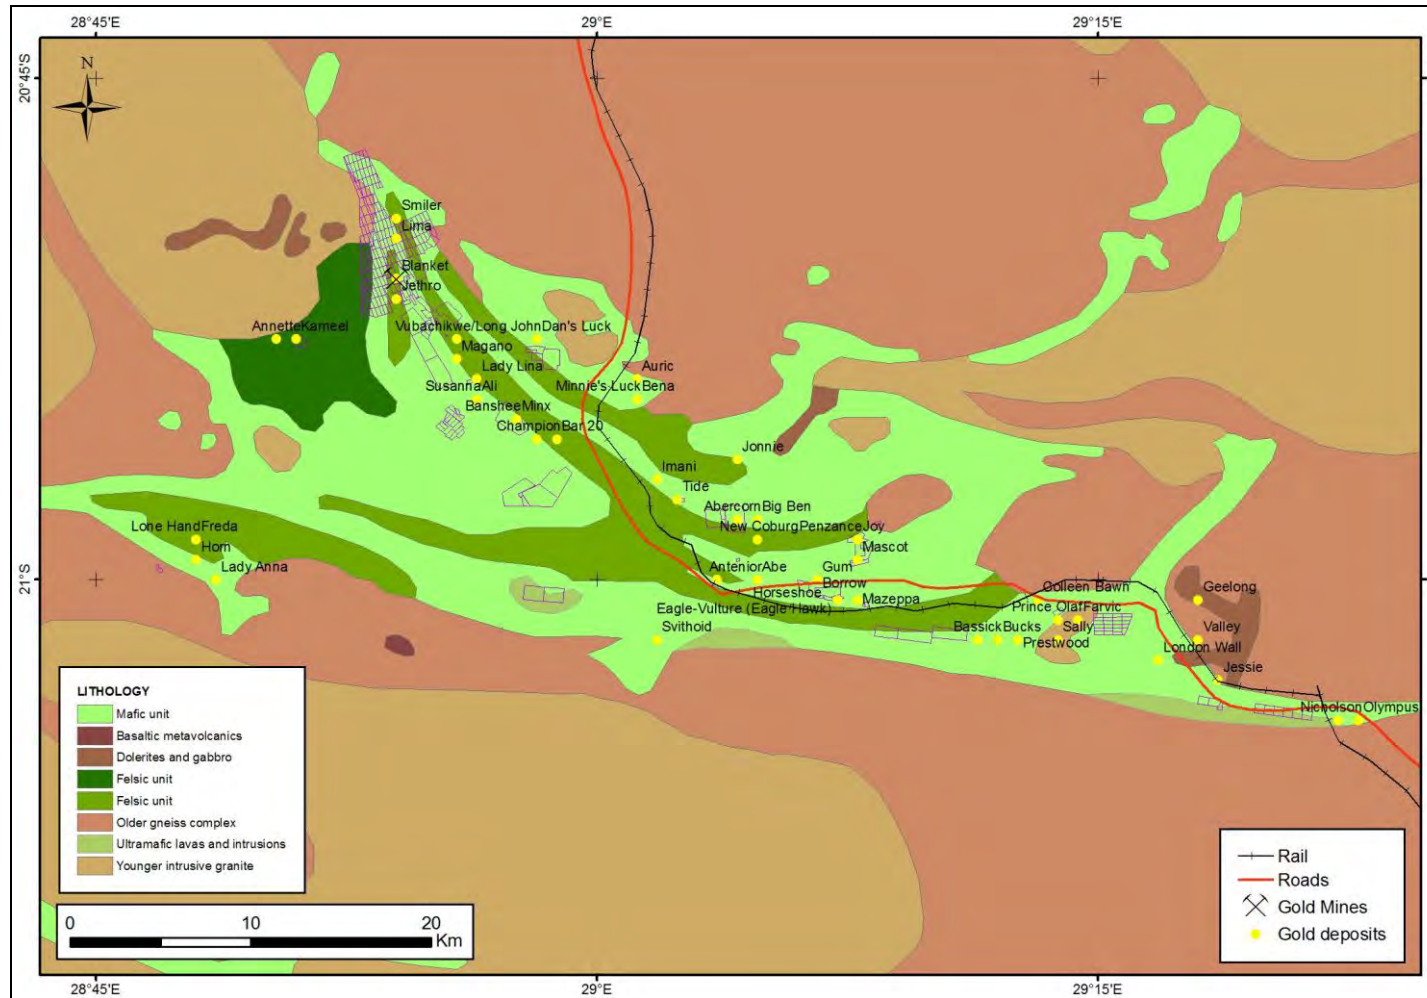 28°45'E 29°E 29°15'E
20°45'S
N
Smiler
Lima
Blanket
Jethro
AnnetteKameel
Vubachikwe/Long JohnDan's Luck
Magano
Lady Lina
Auric
SusannaAli
Minnie's LuckBena
BansheeMinx
ChampionBar 20
Jonnie
Imani
Tide
AbercornBig Ben
Lone HandFreda
New CoburgPenzanceJoy
Horn
Mascot
Lady Anna
AnteniorAbe
Gum
21°S
Borrow
Colleen Bawn
Geelong
Horseshoe
Mazeppa
Eagle-Vulture (Eagle Hawk)
Prince OlafFarvic
Svithoid
BassickBucks
Sally
Valley
Prestwood
London Wall
Jessie
NicholsonOlympus
LITHOLOGY
Mafic unit
Basaltic metavolcanics
Dolerites and gabbro
Felsic unit
Felsic unit
Older gneiss complex
Ultramafic lavas and intrusions
Younger intrusive granite
Rail
Roads
Gold Mines
Gold deposits
0 10 20
Km
28°45'E 29°E 29°15'E